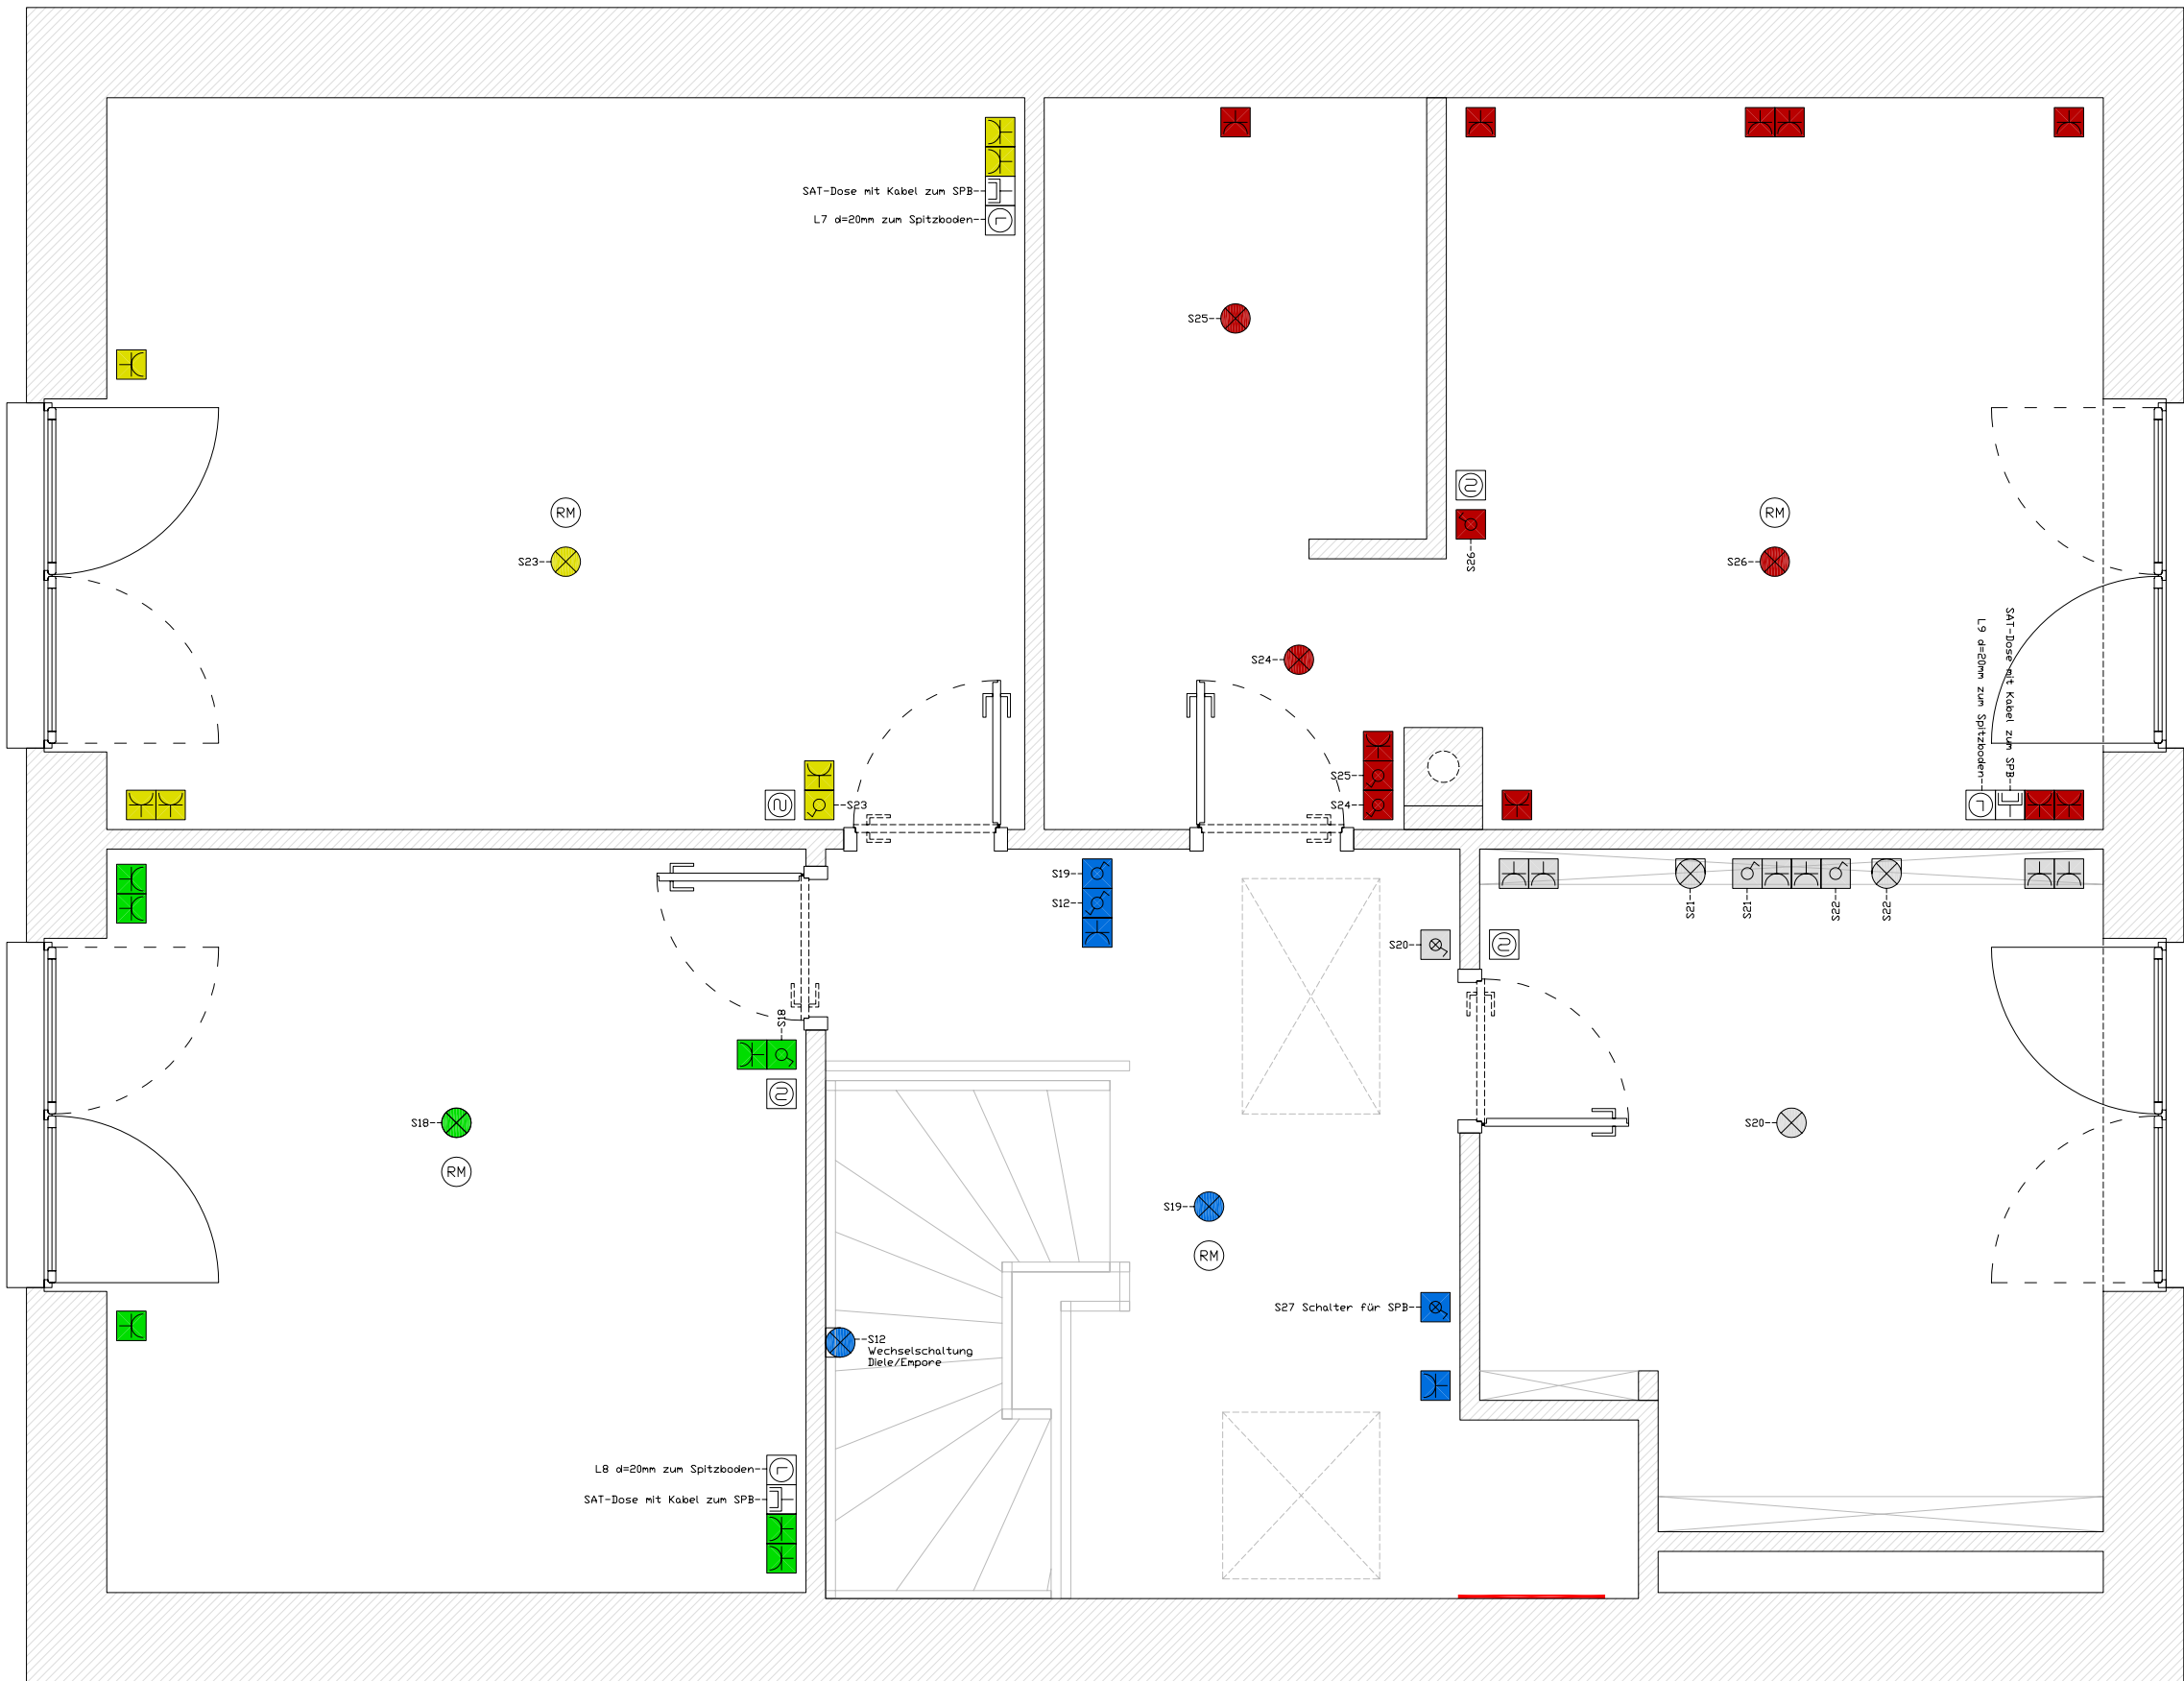 SAT-Dose mit Kabel zum SPB
L7 d=20mm zum Spitzboden
S25
RM
S23
RM
S26
S26
S24
SAT-Dose mit Kabel zum SPB
L9 d=20mm zum Spitzboden
S25
S24
S23
S19
S12
S21
S21
S22
S22
S20
S18
S18
RM
S20
S19
RM
S27 Schalter für SPB
S12
Wechselschaltung
Diele/Empore
L8 d=20mm zum Spitzboden
SAT-Dose mit Kabel zum SPB
L
L
L